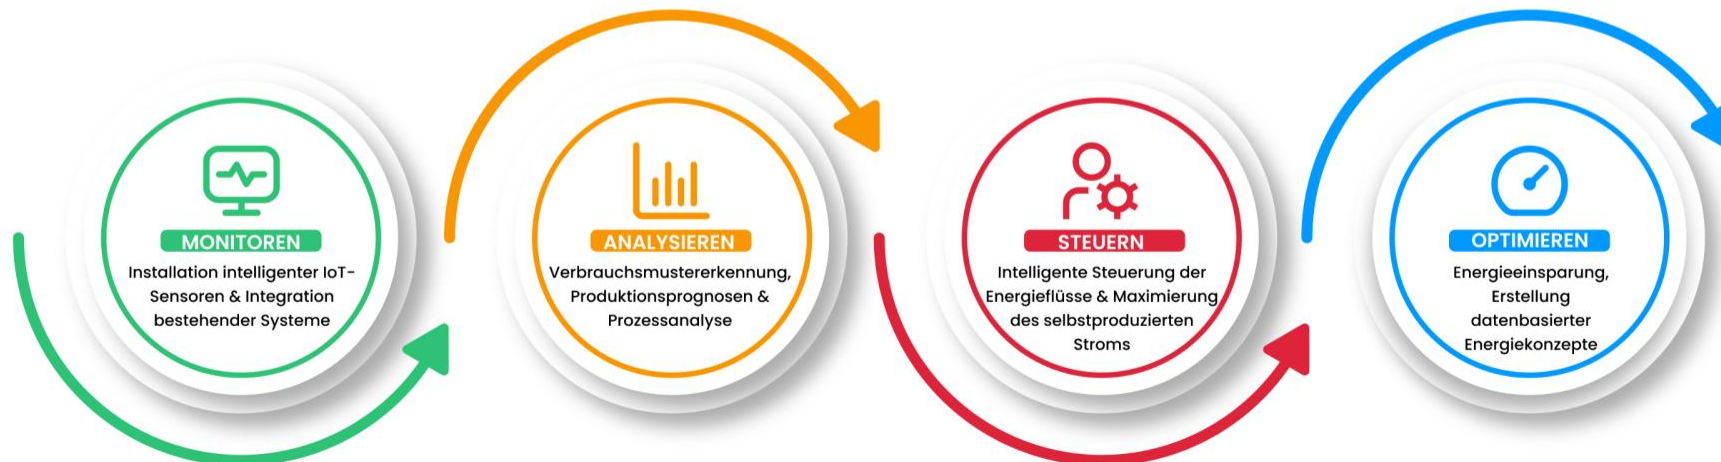 MONITOREN
Installation intelligenter IoT-
Sensoren & Integration
bestehender Systeme
ANALYSIEREN
Verbrauchsmustererkennung,
Produktionsprognosen &
Prozessanalyse
STEUERN
Intelligente Steuerung der
Energieflüsse & Maximierung
des selbstproduzierten
Stroms
OPTIMIEREN
Energieeinsparung,
Erstellung
datenbasierter
Energiekonzepte